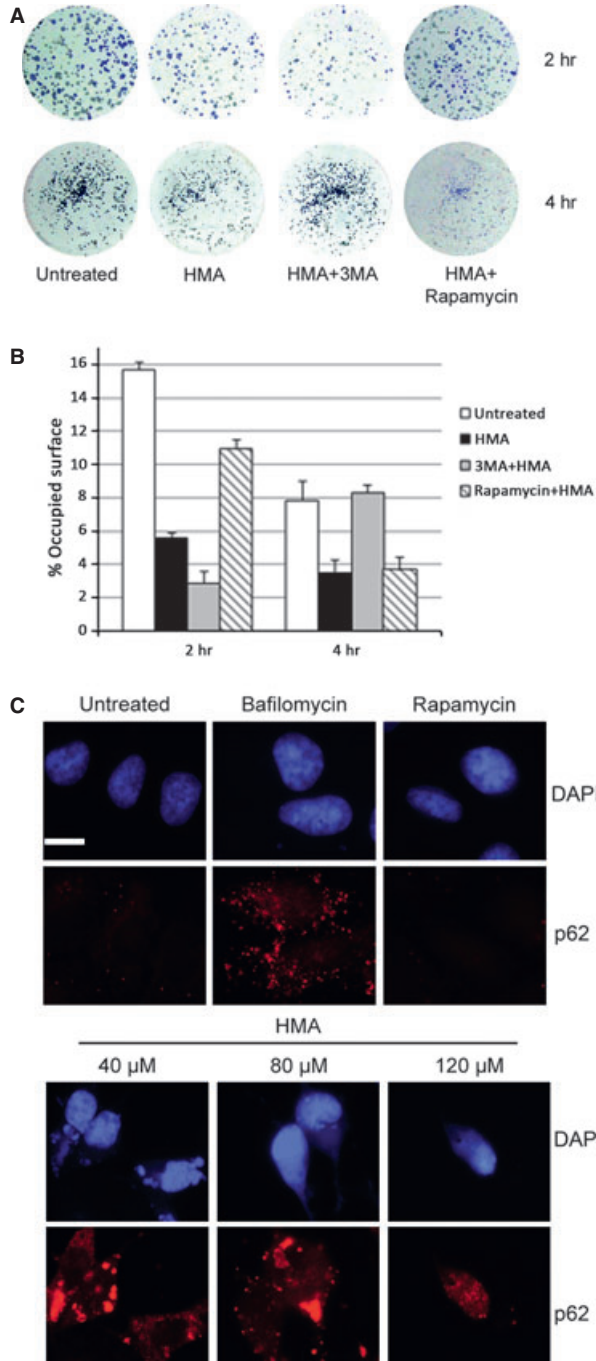 A
2 hr
4 hr
Untreated
HMA
HMA+3MA
HMA+
Rapamycin
B
% Occupied surface
16
14
12
10
8
6
4
2
0
2 hr
4 hr
Untreated
HMA
3MA+HMA
Rapamycin+HMA
C
Untreated
Bafilomycin
Rapamycin
DAPI
p62
HMA
40 µM
80 µM
120 µM
DAP
p62